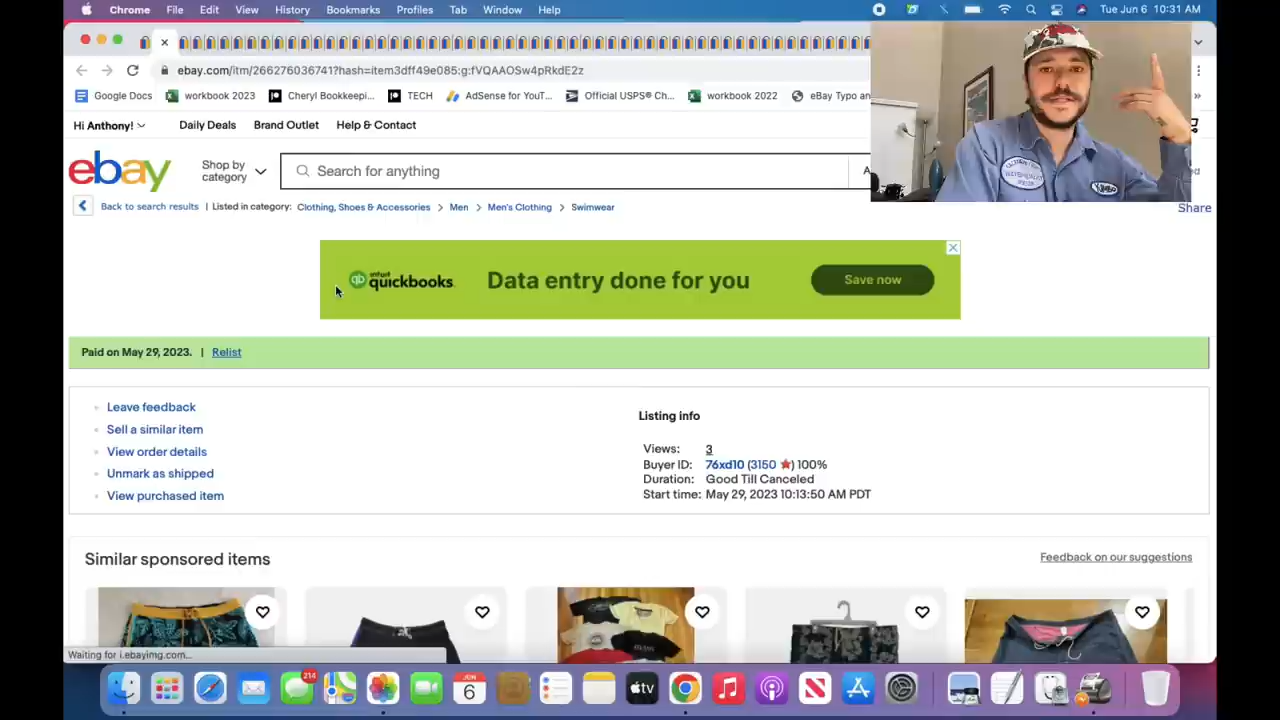 Chrome File Edit View History Bookmarks Profiles Tab Window Help Tue Jun 6 10:31 AM
ebay.com/itm/266276036741?hash=item3dff49e085:g:fVQAAOSw4pRkdE2z
Google Docs workbook 2023 Cheryl Bookkeepi... TECH AdSense for YouT... Official USPS® Ch... workbook 2022 eBay Typo an
Hi Anthony! Daily Deals Brand Outlet Help & Contact
ebay Shop by category Search for anything A
Back to search results | Listed in category: Clothing, Shoes & Accessories > Men > Men's Clothing > Swimwear Share
intuit quickbooks Data entry done for you Save now
Paid on May 29, 2023. | Relist
Leave feedback
Sell a similar item
View order details
Unmark as shipped
View purchased item
Listing info
Views: 3
Buyer ID: 76xd10 (3150 ) 100%
Duration: Good Till Canceled
Start time: May 29, 2023 10:13:50 AM PDT
Similar sponsored items Feedback on our suggestions
Waiting for i.ebayimg.com...
214
JUN
6
tv